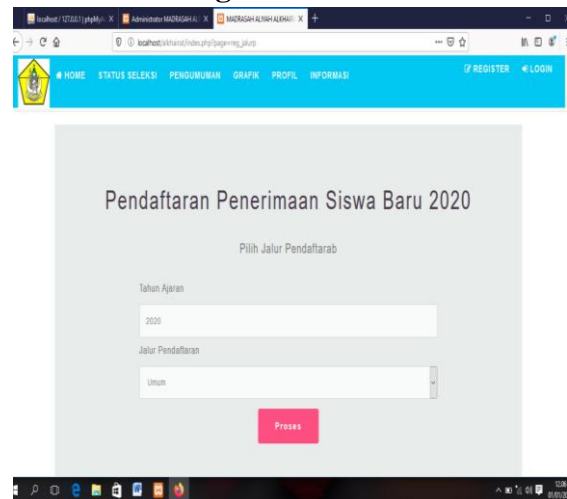 localhost / 127.0.0.1 | phpMy
Administrator MADRASAH AL
MADRASAH ALIYAH ALKHAI
localhost/alkhairat/index.php?page=reg_jalurp
HOME STATUS SELEKSI PENGUMUMAN GRAFIK PROFIL INFORMASI REGISTER LOGIN
Pendaftaran Penerimaan Siswa Baru 2020
Pilih Jalur Pendaftarab
Tahun Ajaran
2020
Jalur Pendaftaran
Umum
Proses